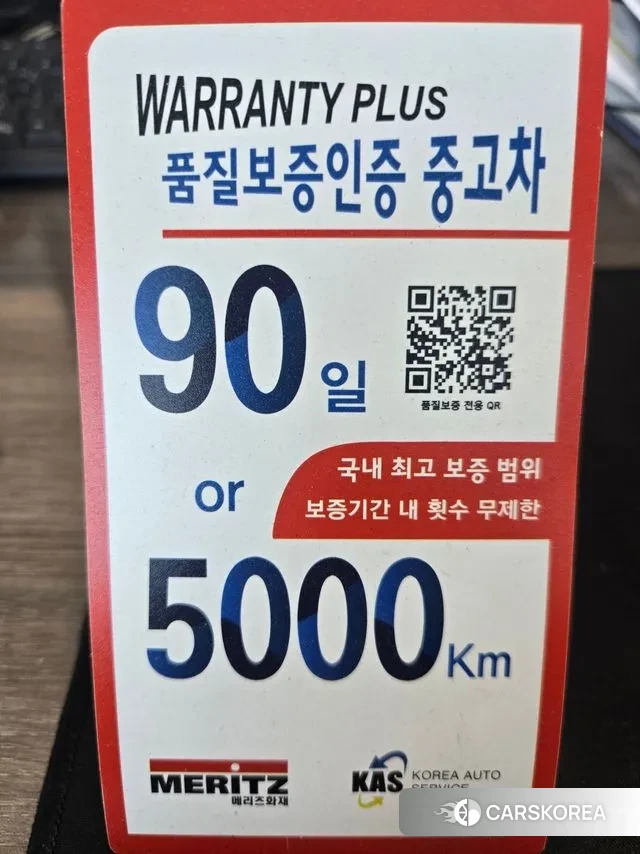 WARRANTY PLUS
품질보증인증 중고차
90일
품질보증 전용 QR
or
국내 최고 보증 범위
보증기간 내 횟수 무제한
5000Km
MERITZ
메리츠화재
KAS KOREA AUTO
SERVICE
CARSKOREA